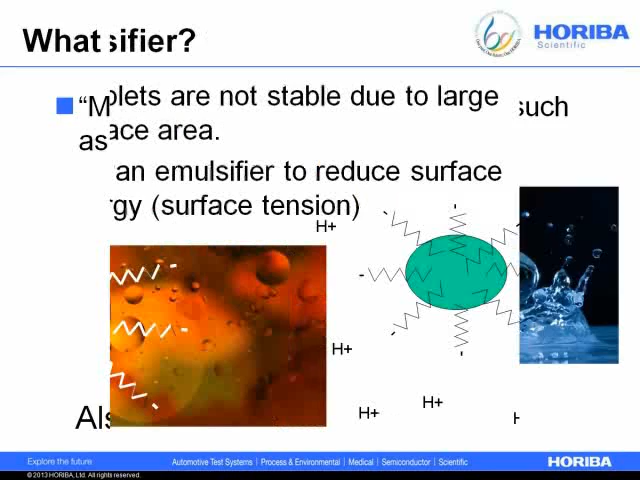 What sifier?
HORIBA
Scientific
“M plets are not stable due to large such
as ace area.
an emulsifier to reduce surface
rgy (surface tension)
H+
H+
H+
H+
H
Als
Explore the future
Automotive Test Systems | Process & Environmental | Medical | Semiconductor | Scientific
HORIBA
© 2013 HORIBA, Ltd. All rights reserved.